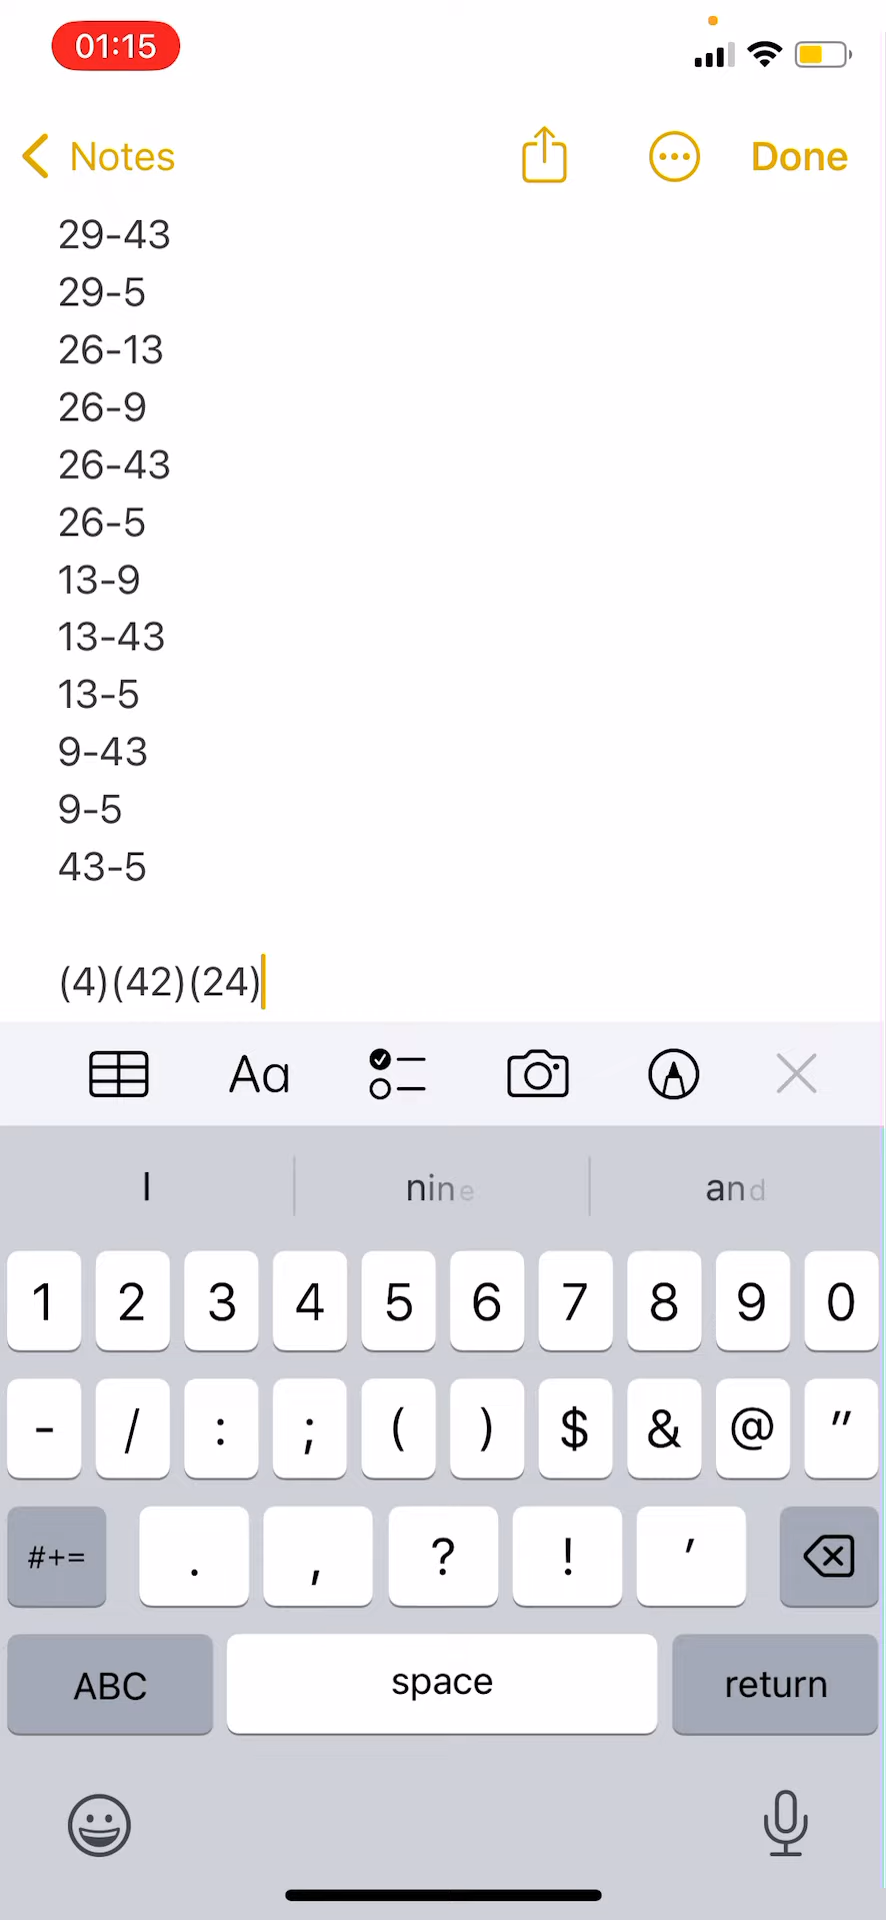 01:15
Notes
Done
29-43
29-5
26-13
26-9
26-43
26-5
13-9
13-43
13-5
9-43
9-5
43-5
(4)(42)(24)
Aa
I
nine
and
1 2 3 4 5 6 7 8 9 0
- / : ; ( ) $ & @ "
#+= . , ? ! '
ABC space return